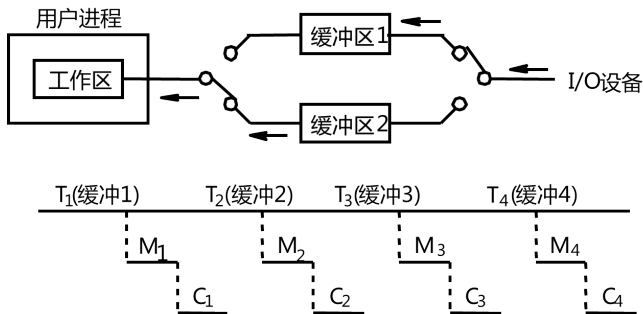 用户进程
工作区
缓冲区1
缓冲区2
I/O设备
T1(缓冲1) T2(缓冲2) T3(缓冲3) T4(缓冲4)
M1 M2 M3 M4
C1 C2 C3 C4